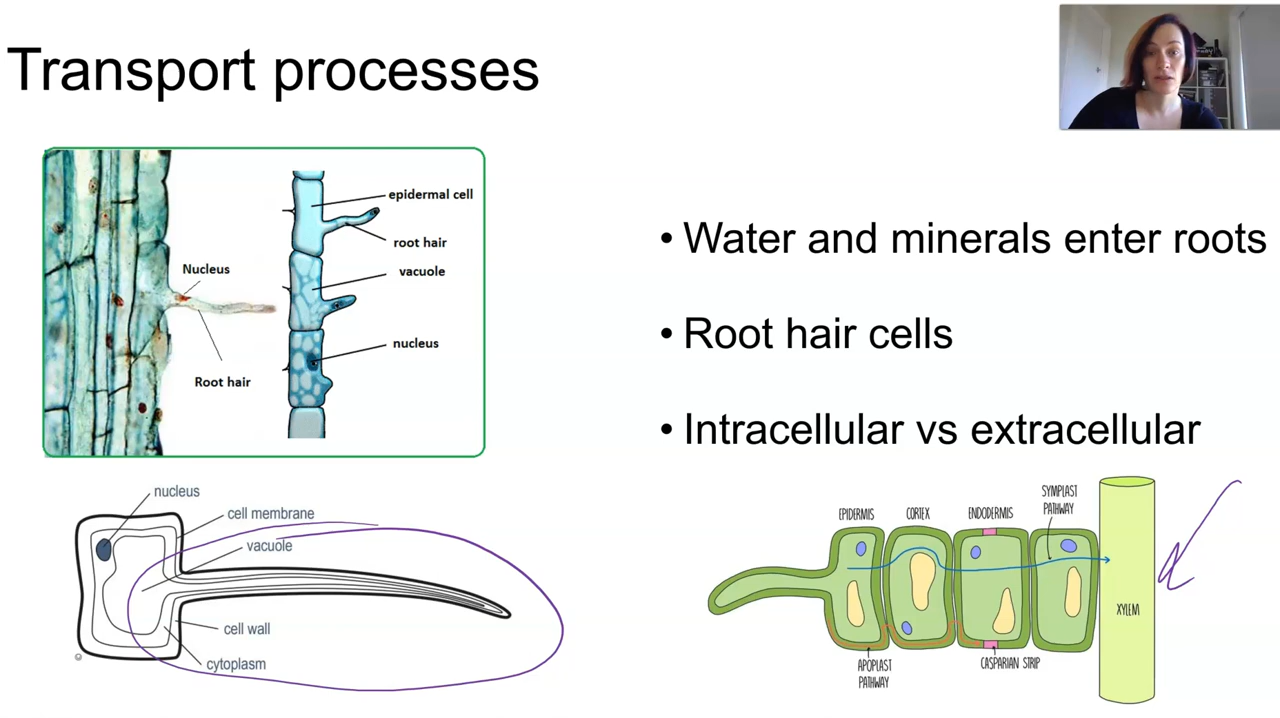 Transport processes
epidermal cell
root hair
vacuole
nucleus
Nucleus
Root hair
• Water and minerals enter roots
• Root hair cells
• Intracellular vs extracellular
nucleus
cell membrane
vacuole
cell wall
cytoplasm
EPIDERMIS
CORTEX
ENDODERMIS
SYMPLAST
PATHWAY
XYLEM
APOPLAST
PATHWAY
CASPARIAN STRIP